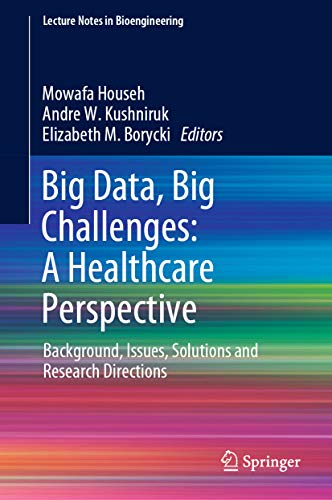 Lecture Notes in Bioengineering
Mowafa Househ
Andre W. Kushniruk
Elizabeth M. Borycki Editors
Big Data, Big
Challenges:
A Healthcare
Perspective
Background, Issues, Solutions and
Research Directions
Springer